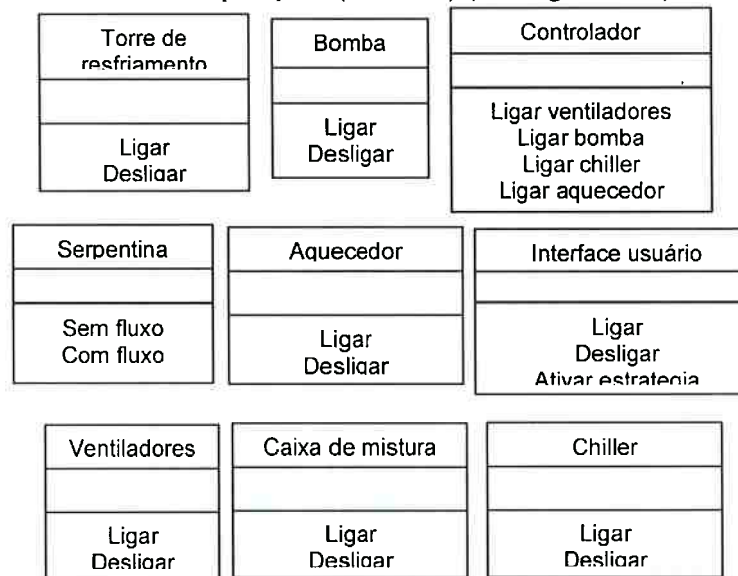 Torre de
resfriamento
Ligar
Desligar
Bomba
Ligar
Desligar
Controlador
Ligar ventiladores
Ligar bomba
Ligar chiller
Ligar aquecedor
Serpentina
Sem fluxo
Com fluxo
Aquecedor
Ligar
Desligar
Interface usuário
Ligar
Desligar
Ativar estrategia
Ventiladores
Ligar
Desligar
Caixa de mistura
Ligar
Desligar
Chiller
Ligar
Desligar